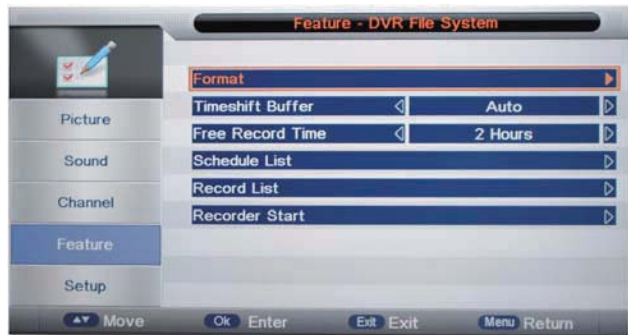 Feature - DVR File System
Format
Timeshift Buffer Auto
Free Record Time 2 Hours
Schedule List
Record List
Recorder Start
Picture
Sound
Channel
Feature
Setup
Move Ok Enter Exit Exit Menu Return